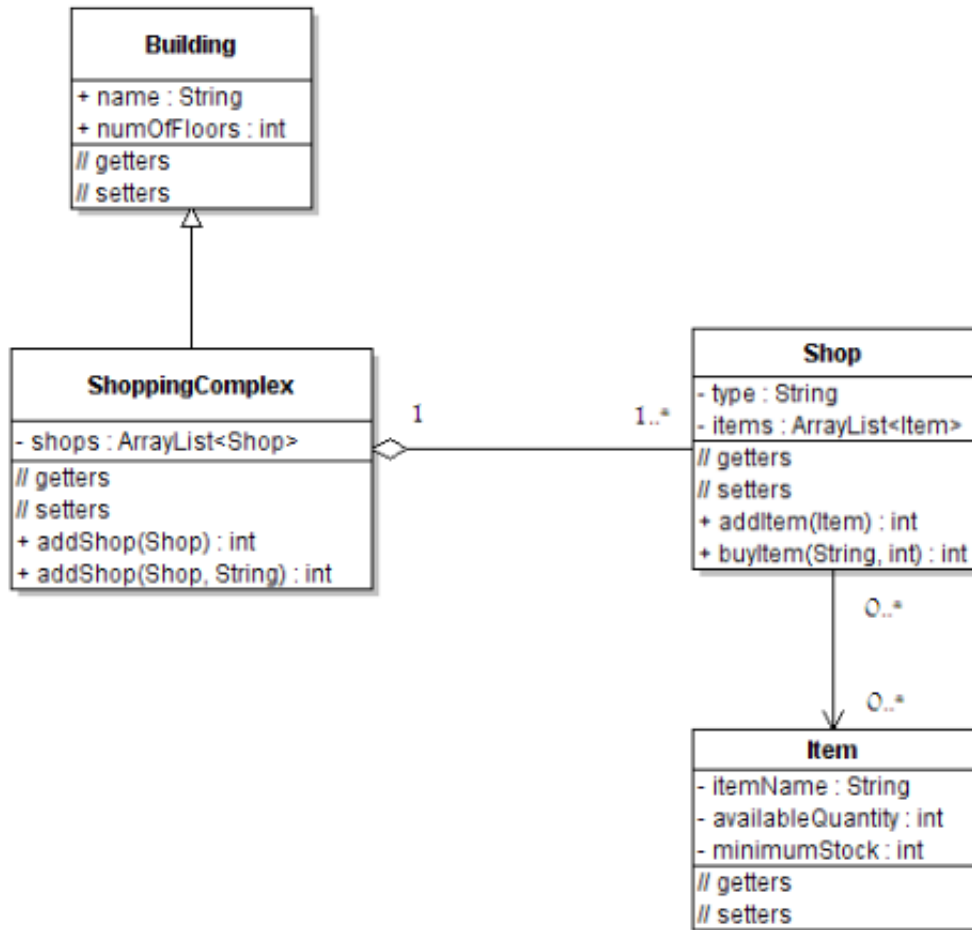 Building
+ name : String
+ numOfFloors : int
// getters
// setters
ShoppingComplex
- shops : ArrayList<Shop>
// getters
// setters
+ addShop(Shop) : int
+ addShop(Shop, String) : int
1
1..*
Shop
- type : String
- items : ArrayList<Item>
// getters
// setters
+ addItem(Item) : int
+ buyItem(String, int) : int
0..*
0..*
Item
- itemName : String
- availableQuantity : int
- minimumStock : int
// getters
// setters